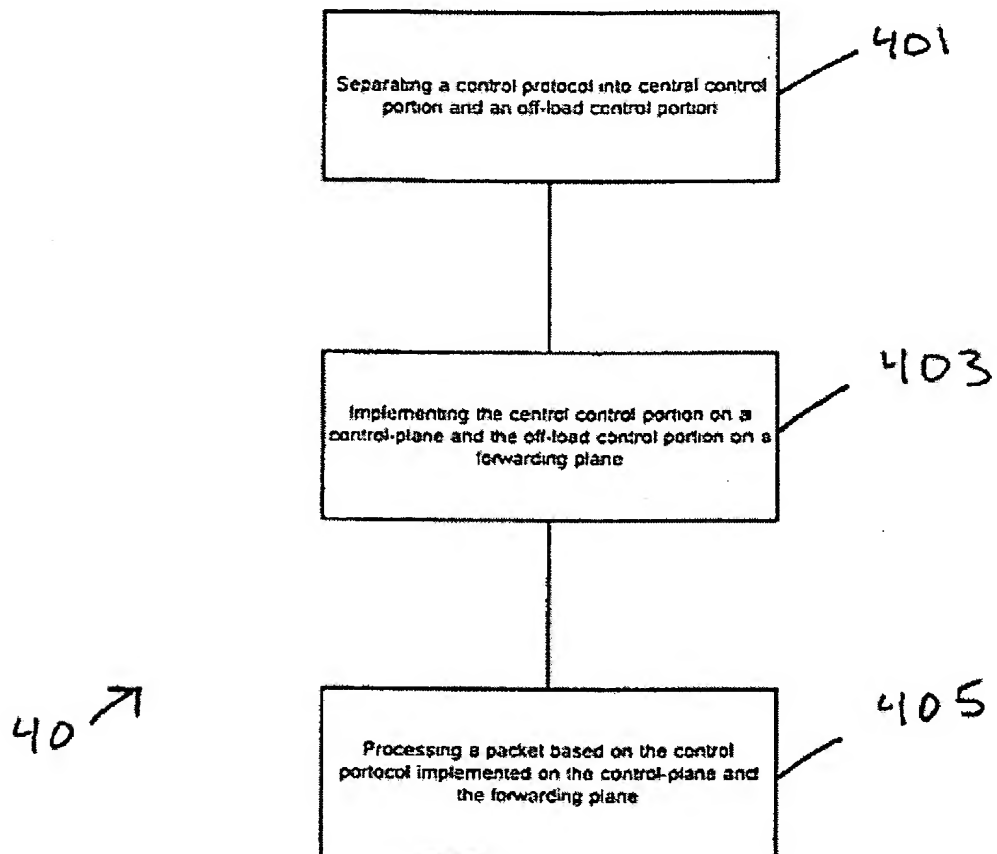 401
Separating a control protocol into central control
portion and an off-load control portion
403
Implementing the central control portion on a
control-plane and the off-load control portion on a
forwarding plane
40
405
Processing a packet based on the control
portocol implemented on the control-plane and
the forwarding plane